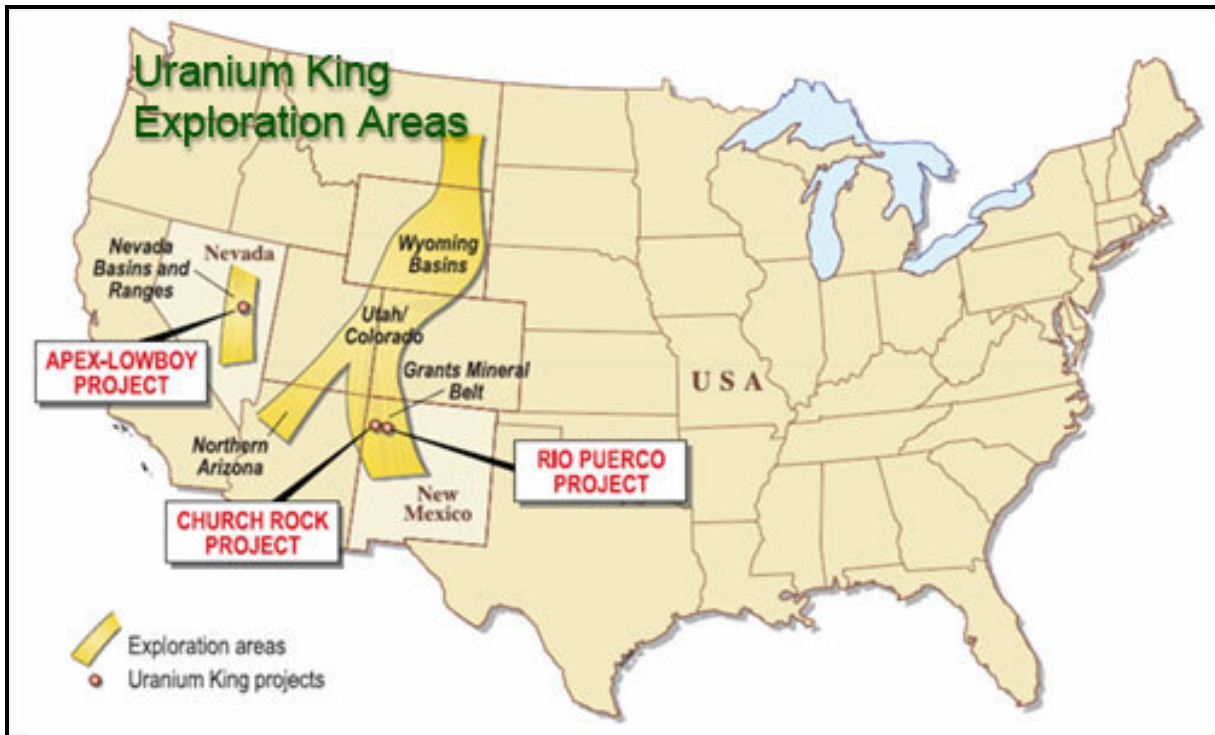 Uranium King
Exploration Areas
Nevada
Basins and
Ranges
Nevada
Wyoming
Basins
Utah/
Colorado
APEX-LOWBOY
PROJECT
Grants Mineral
Belt
USA
Northern
Arizona
RIO PUERCO
PROJECT
New
Mexico
CHURCH ROCK
PROJECT
Exploration areas
Uranium King projects